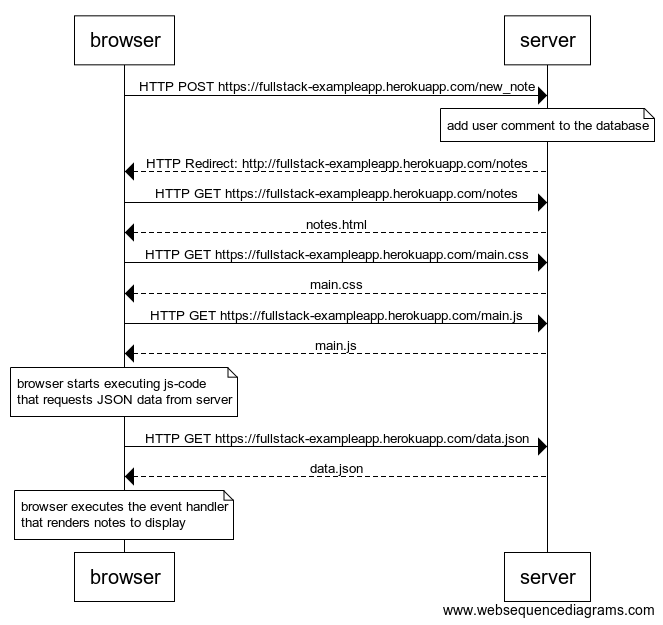 browser
server
HTTP POST https://fullstack-exampleapp.herokuapp.com/new_note
add user comment to the database
HTTP Redirect: http://fullstack-exampleapp.herokuapp.com/notes
HTTP GET https://fullstack-exampleapp.herokuapp.com/notes
notes.html
HTTP GET https://fullstack-exampleapp.herokuapp.com/main.css
main.css
HTTP GET https://fullstack-exampleapp.herokuapp.com/main.js
main.js
browser starts executing js-code
that requests JSON data from server
HTTP GET https://fullstack-exampleapp.herokuapp.com/data.json
data.json
browser executes the event handler
that renders notes to display
browser
server
www.websequencediagrams.com